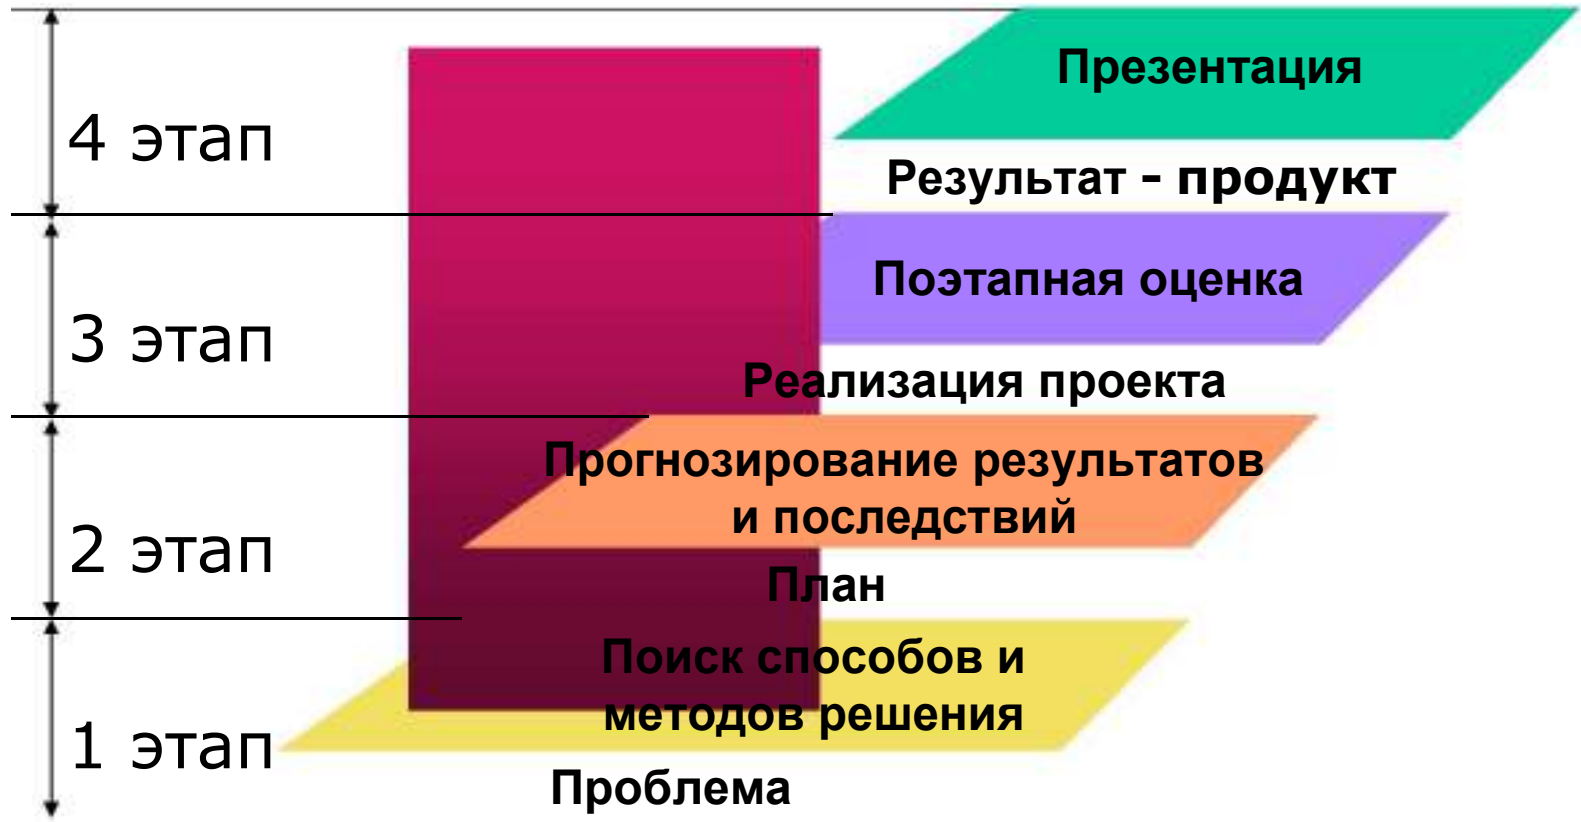 Презентация
4 этап
Результат - продукт
Поэтапная оценка
3 этап
Реализация проекта
Прогнозирование результатов
и последствий
2 этап
План
Поиск способов и
методов решения
1 этап
Проблема